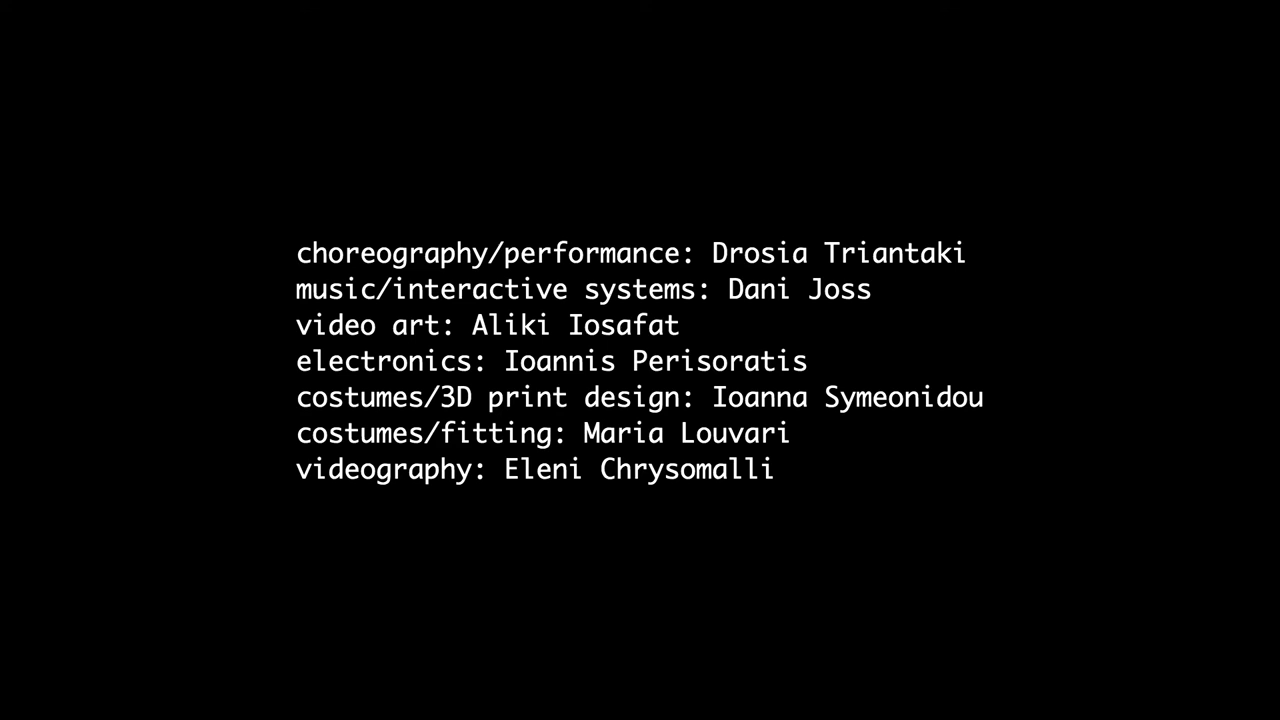 choreography/performance: Drosia Triantaki
music/interactive systems: Dani Joss
video art: Aliki Iosafat
electronics: Ioannis Perisoratis
costumes/3D print design: Ioanna Symeonidou
costumes/fitting: Maria Louvari
videography: Eleni Chrysomalli